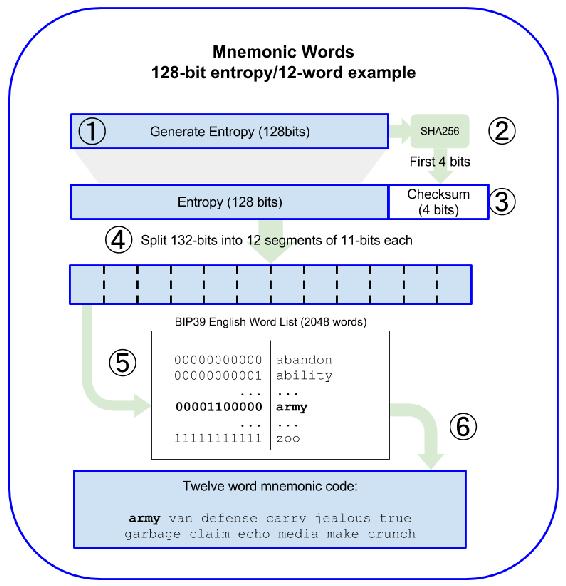 Mnemonic Words
128-bit entropy/12-word example
1 Generate Entropy (128bits) SHA256 2
First 4 bits
Entropy (128 bits) Checksum (4 bits) 3
4 Split 132-bits into 12 segments of 11-bits each
BIP39 English Word List (2048 words)
5
00000000000 abandon
00000000001 ability
... ...
00001100000 army
... ...
11111111111 zoo
6
Twelve word mnemonic code:
army van defense carry jealous true
garbage claim echo media make crunch